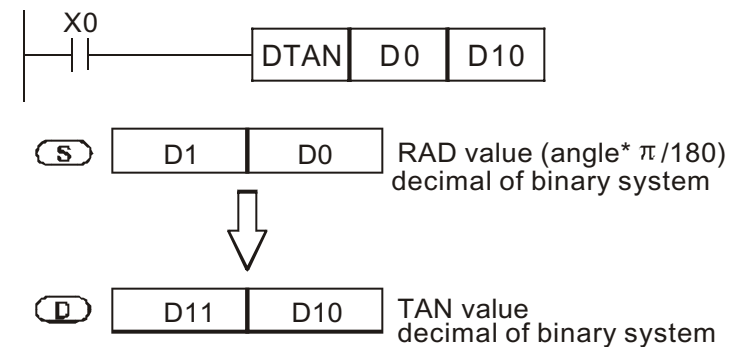 X0
DTAN D0 D10
S D1 D0 RAD value (angle* π/180)
decimal of binary system
D D11 D10 TAN value
decimal of binary system